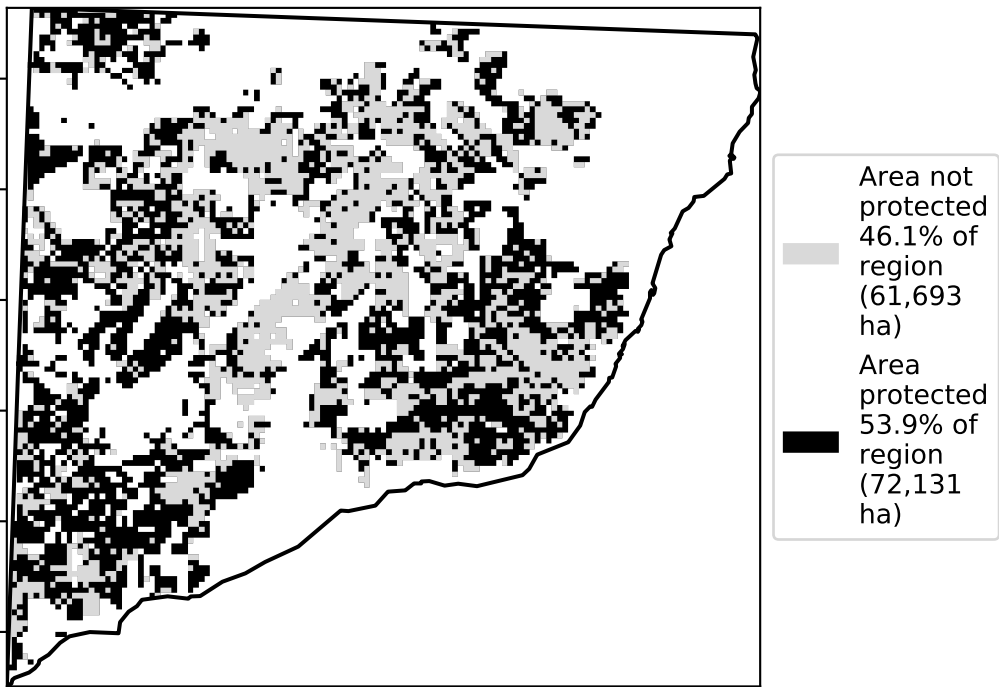 Area not
protected
46.1% of
region
(61,693
ha)
Area
protected
53.9% of
region
(72,131
ha)